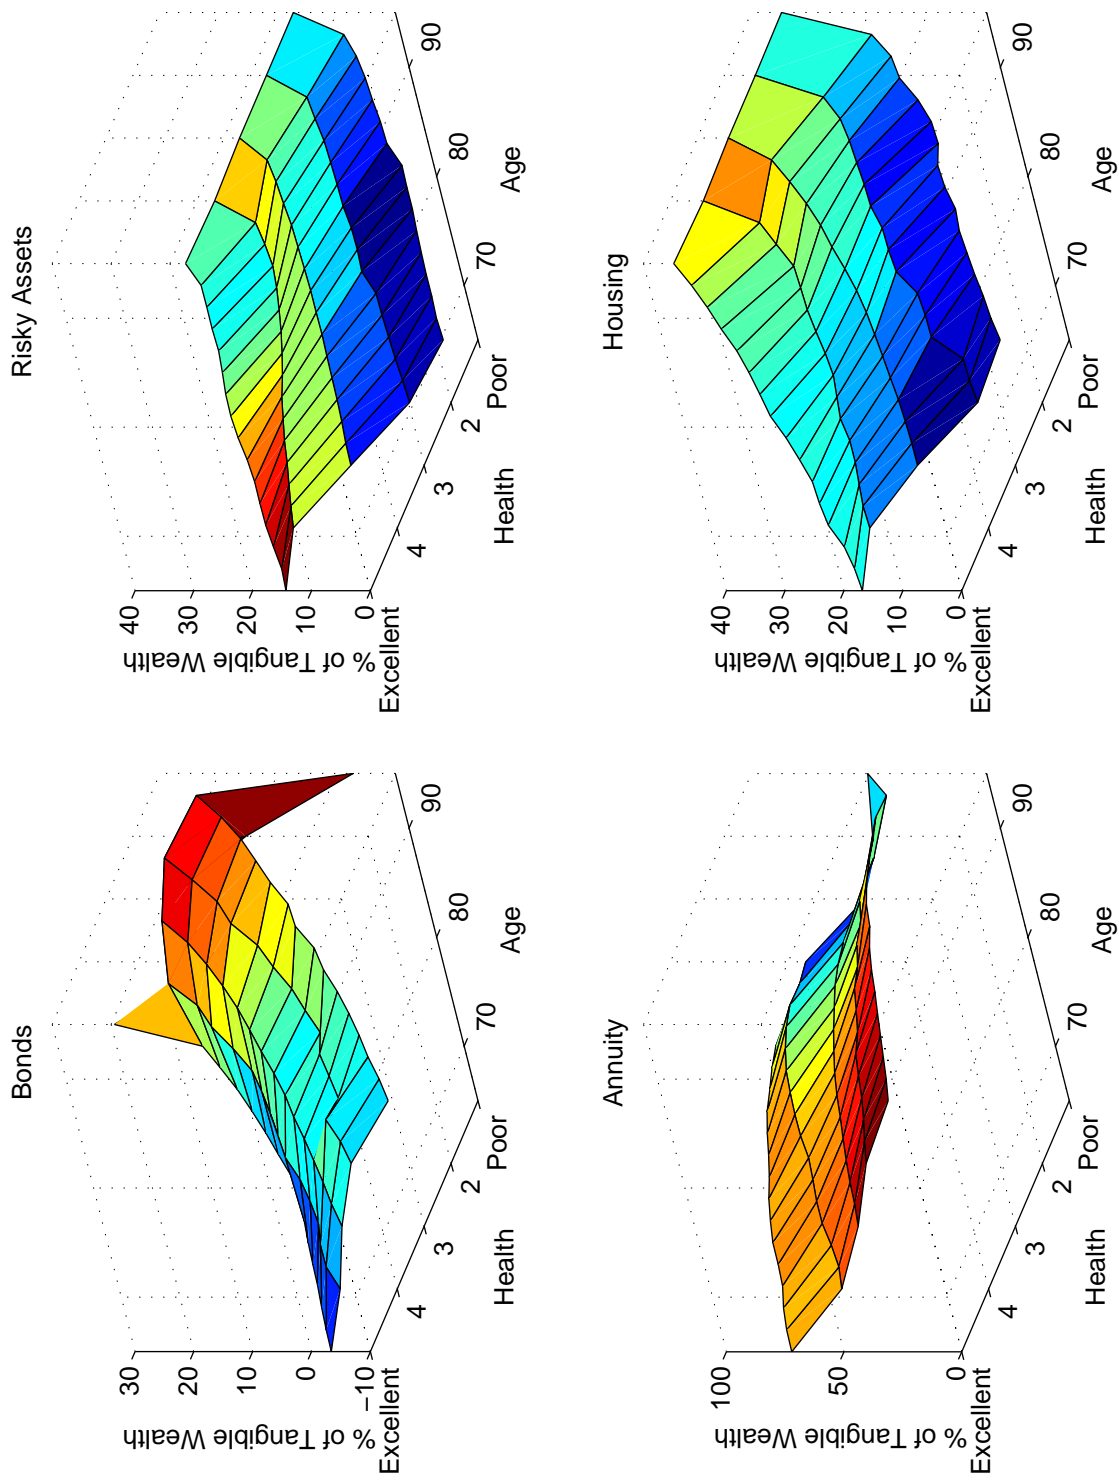 Bonds
30
20
10
0
−10
% of Tangible Wealth
Excellent
4
3
2
Poor
Health
70
80
90
Age
Risky Assets
40
30
20
10
0
% of Tangible Wealth
Excellent
4
3
2
Poor
Health
70
80
90
Age
Annuity
100
50
0
% of Tangible Wealth
Excellent
4
3
2
Poor
Health
70
80
90
Age
Housing
40
30
20
10
0
% of Tangible Wealth
Excellent
4
3
2
Poor
Health
70
80
90
Age